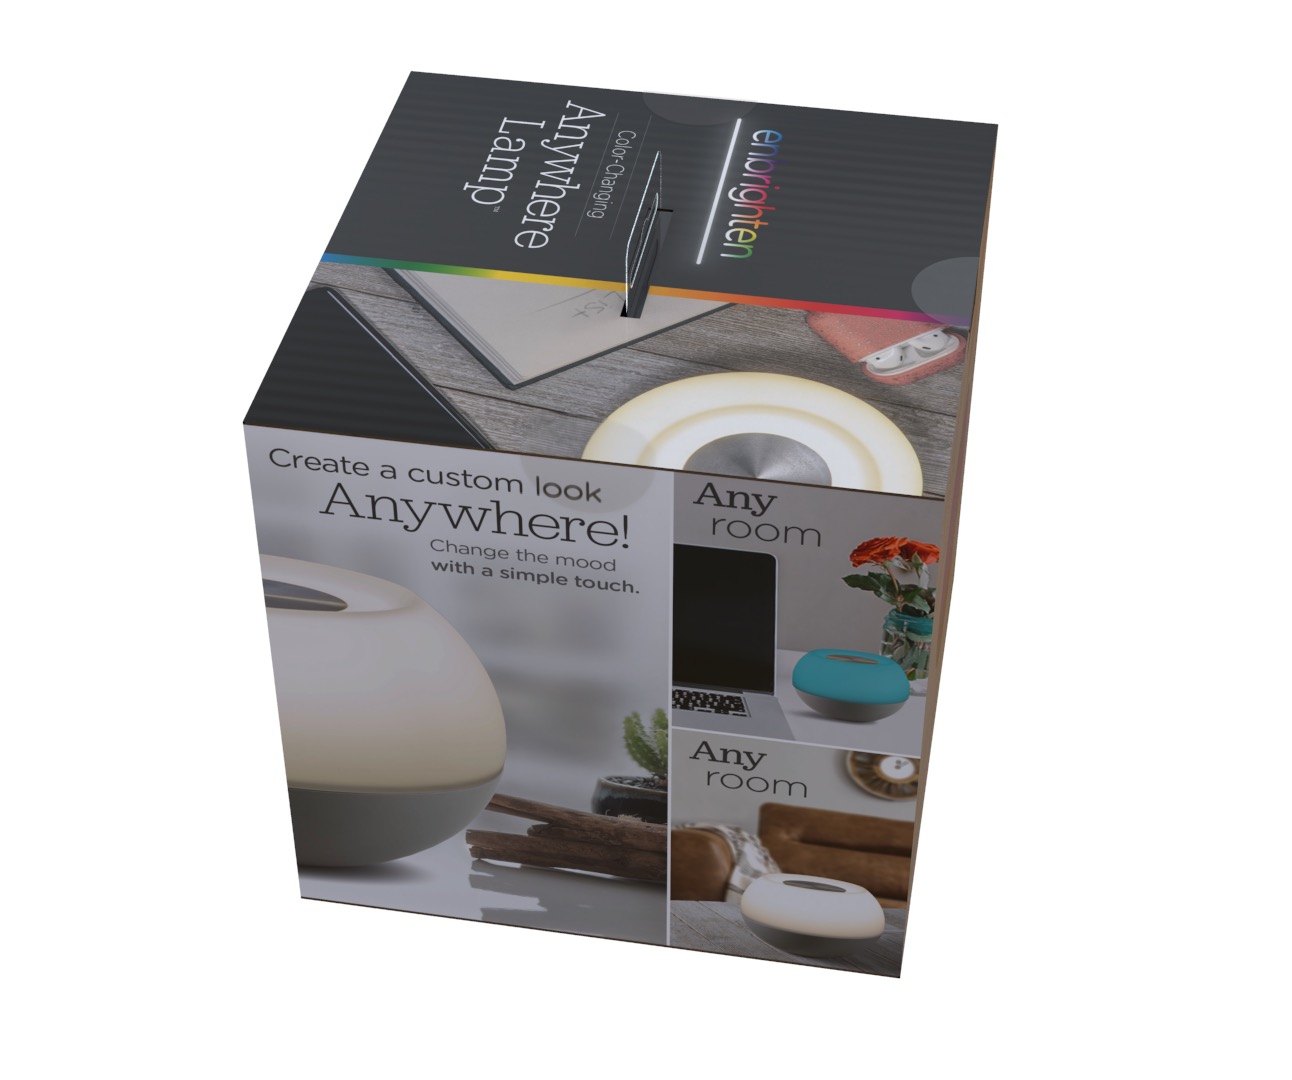 enbrighten
Color-Changing
Anywhere
Lamp™
List
Create a custom look
Anywhere!
Change the mood
with a simple touch.
Any
room
Any
room